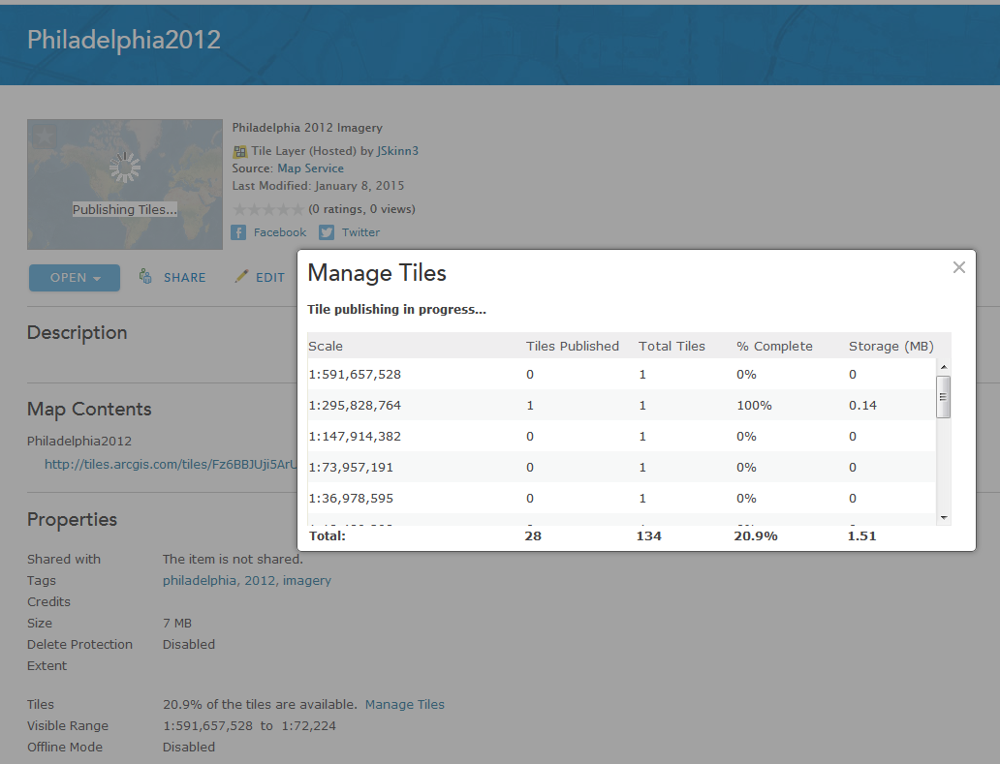 Philadelphia2012
Philadelphia 2012 Imagery
Tile Layer (Hosted) by JSkinn3
Source: Map Service
Last Modified: January 8, 2015
Publishing Tiles...
(0 ratings, 0 views)
Facebook Twitter
OPEN SHARE EDIT
Manage Tiles
Tile publishing in progress...
Scale Tiles Published Total Tiles % Complete Storage (MB)
1:591,657,528 0 1 0% 0
1:295,828,764 1 1 100% 0.14
1:147,914,382 0 1 0% 0
1:73,957,191 0 1 0% 0
1:36,978,595 0 1 0% 0
Total: 28 134 20.9% 1.51
Description
Map Contents
Philadelphia2012
http://tiles.arcgis.com/tiles/Fz6BBJUji5ArU
Properties
Shared with The item is not shared.
Tags philadelphia, 2012, imagery
Credits
Size 7 MB
Delete Protection Disabled
Extent
Tiles 20.9% of the tiles are available. Manage Tiles
Visible Range 1:591,657,528 to 1:72,224
Offline Mode Disabled